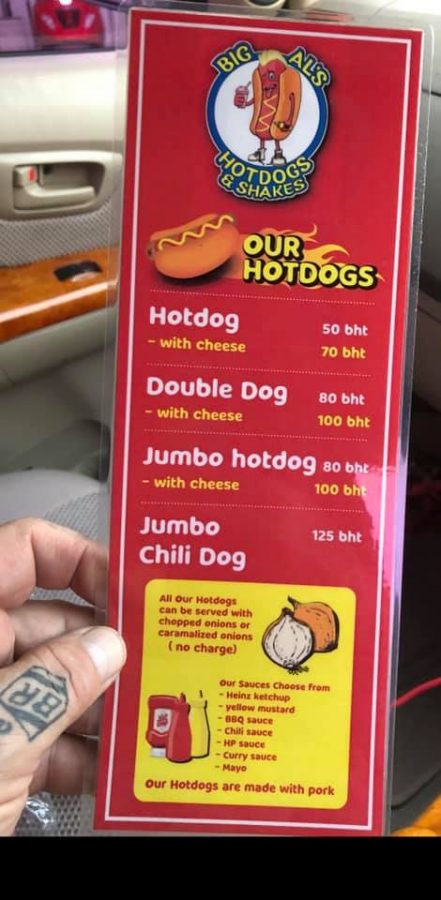 BIG AL'S
HOTDOGS
& SHAKES
OUR
HOTDOGS
Hotdog 50 bht
- with cheese 70 bht
Double Dog 80 bht
- with cheese 100 bht
Jumbo hotdog 80 bht
- with cheese 100 bht
Jumbo 125 bht
Chili Dog
All Our Hotdogs
can be served with
chopped onions or
caramalized onions
( no charge)
Our Sauces Choose from
- Heinz ketchup
- yellow mustard
- BBQ sauce
- Chili sauce
- HP sauce
- Curry sauce
- Mayo
Our Hotdogs are made with pork
BR